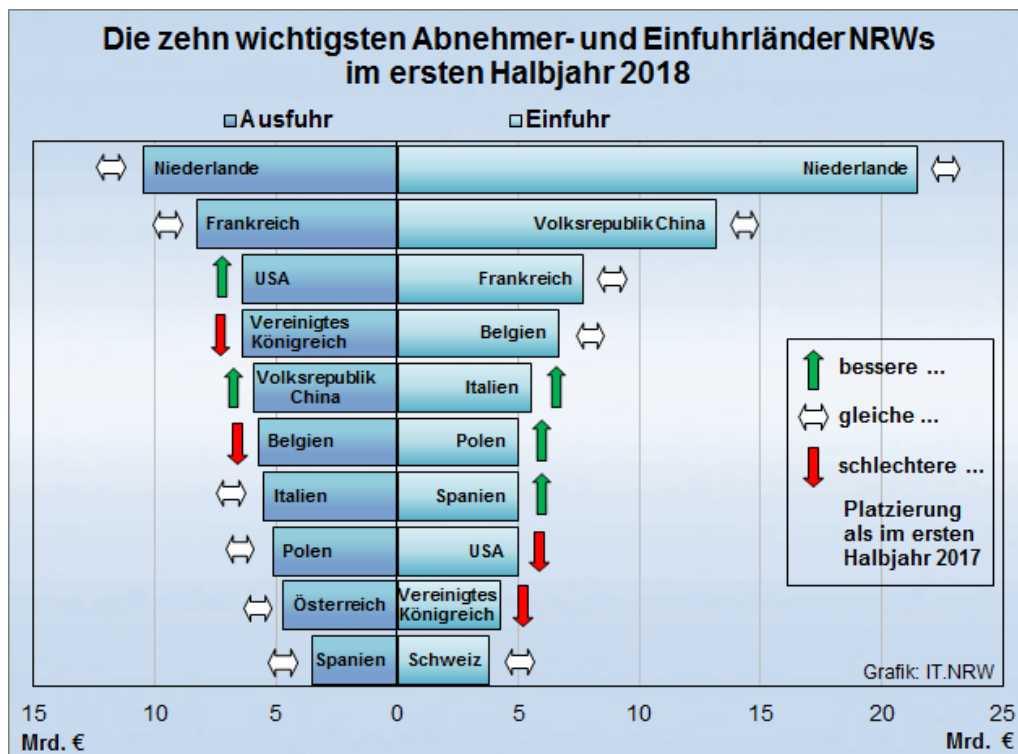 Die zehn wichtigsten Abnehmer- und Einfuhrländer NRWs
im ersten Halbjahr 2018
Ausfuhr Einfuhr
Niederlande Niederlande
Frankreich Volksrepublik China
USA Frankreich
Vereinigtes
Königreich
Belgien
Volksrepublik
China
Italien
Belgien Polen
Italien Spanien
Polen USA
Österreich
Vereinigtes
Königreich
Spanien Schweiz
bessere ...
gleiche ...
schlechtere ...
Platzierung
als im ersten
Halbjahr 2017
Grafik: IT.NRW
15 10 5 0 5 10 15 20 25
Mrd. € Mrd. €